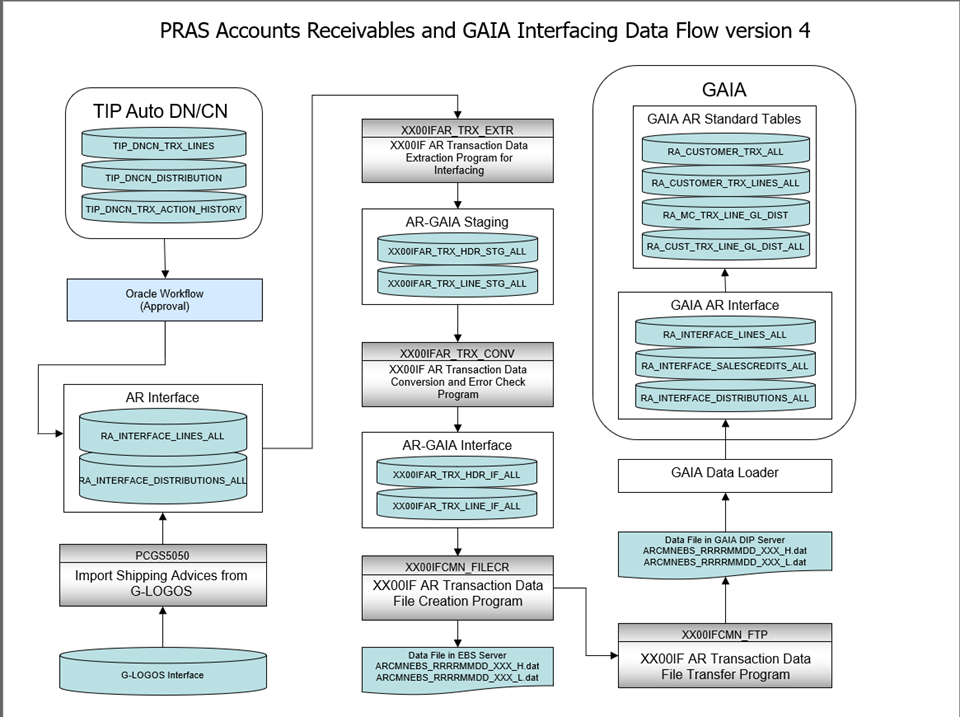 PRAS Accounts Receivables and GAIA Interfacing Data Flow version 4
TIP Auto DN/CN
TIP_DNCN_TRX_LINES
TIP_DNCN_DISTRIBUTION
TIP_DNCN_TRX_ACTION_HISTORY
Oracle Workflow
(Approval)
AR Interface
RA_INTERFACE_LINES_ALL
RA_INTERFACE_DISTRIBUTIONS_ALL
PCGS5050
Import Shipping Advices from
G-LOGOS
G-LOGOS Interface
XX00IFAR_TRX_EXTR
XX00IF AR Transaction Data
Extraction Program for
Interfacing
AR-GAIA Staging
XX00IFAR_TRX_HDR_STG_ALL
XX00IFAR_TRX_LINE_STG_ALL
XX00IFAR_TRX_CONV
XX00IF AR Transaction Data
Conversion and Error Check
Program
AR-GAIA Interface
XX00IFAR_TRX_HDR_IF_ALL
XX00IFAR_TRX_LINE_IF_ALL
XX00IFCMN_FILECR
XX00IF AR Transaction Data
File Creation Program
Data File in EBS Server
ARCMNEBS_RRRRMMDD_XXX_H.dat
ARCMNEBS_RRRRMMDD_XXX_L.dat
GAIA
GAIA AR Standard Tables
RA_CUSTOMER_TRX_ALL
RA_CUSTOMER_TRX_LINES_ALL
RA_MC_TRX_LINE_GL_DIST
RA_CUST_TRX_LINE_GL_DIST_ALL
GAIA AR Interface
RA_INTERFACE_LINES_ALL
RA_INTERFACE_SALESCREDITS_ALL
RA_INTERFACE_DISTRIBUTIONS_ALL
GAIA Data Loader
Data File in GAIA DIP Server
ARCMNEBS_RRRRMMDD_XXX_H.dat
ARCMNEBS_RRRRMMDD_XXX_L.dat
XX00IFCMN_FTP
XX00IF AR Transaction Data
File Transfer Program